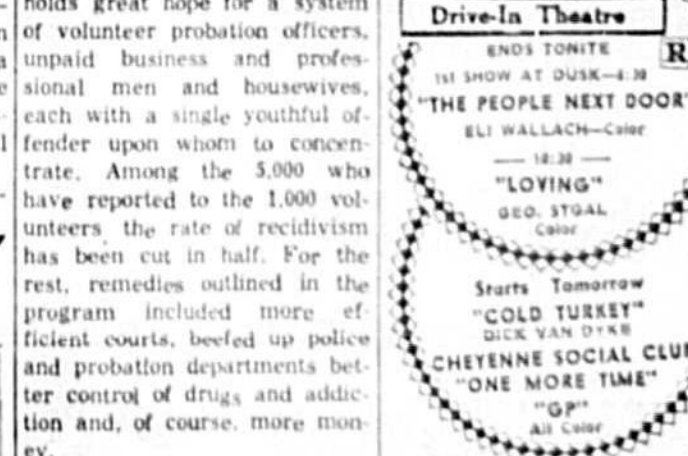 holds great hope for a system
of volunteer probation officers,
unpaid business and profes-
sional men and housewives,
each with a single youthful of-
fender upon whom to concen-
trate. Among the 5,000 who
have reported to the 1,000 vol-
unteers the rate of recidivism
has been cut in half. For the
rest, remedies outlined in the
program included more ef-
ficient courts, beefed up police
and probation departments bet-
ter control of drugs and addic-
tion and, of course, more mon-
ey.
Drive-In Theatre
ENDS TONITE
1st SHOW AT DUSK—8:30
"THE PEOPLE NEXT DOOR"
ELI WALLACH—Color
— 10:30 —
"LOVING"
GEO. SEGAL
Color
Starts Tomorrow
"COLD TURKEY"
DICK VAN DYKE
CHEYENNE SOCIAL CLUB
"ONE MORE TIME"
"GP"
All Color
R